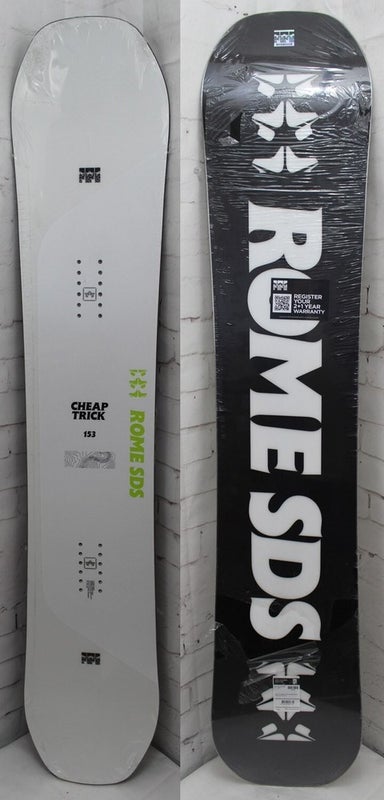 CHEAP
TRICK
153
ROME SDS
ROME SDS
REGISTER
YOUR
2+1 YEAR
WARRANTY